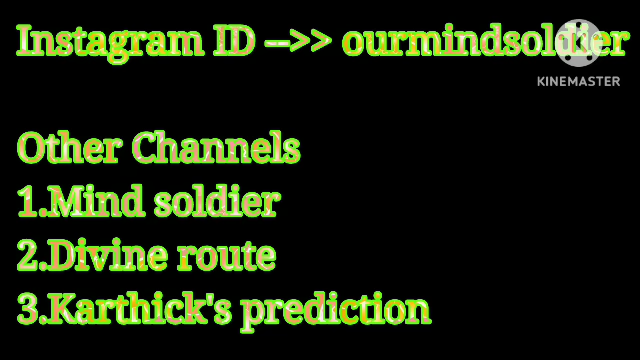 Instagram ID -->> ourmindsoldier
KINEMASTER
Other Channels
1.Mind soldier
2.Divine route
3.Karthick's prediction